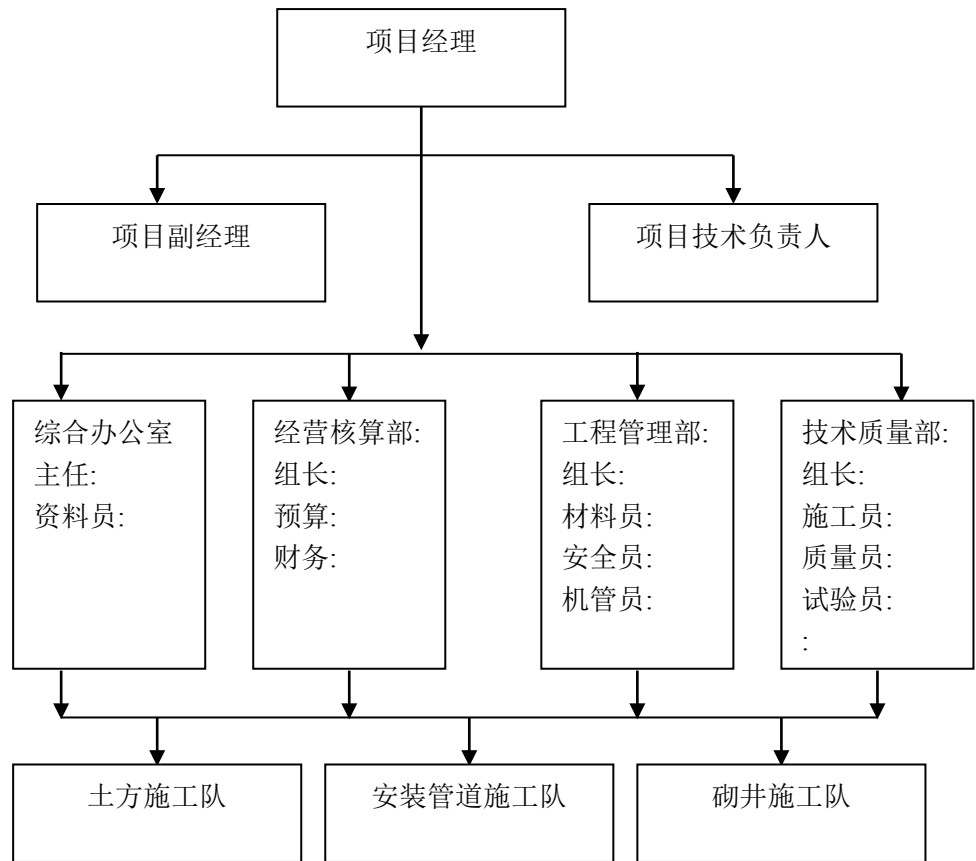 项目经理
项目副经理
项目技术负责人
综合办公室
主任:
资料员:
经营核算部:
组长:
预算:
财务:
工程管理部:
组长:
材料员:
安全员:
机管员:
技术质量部:
组长:
施工员:
质量员:
试验员:
:
土方施工队
安装管道施工队
砌井施工队